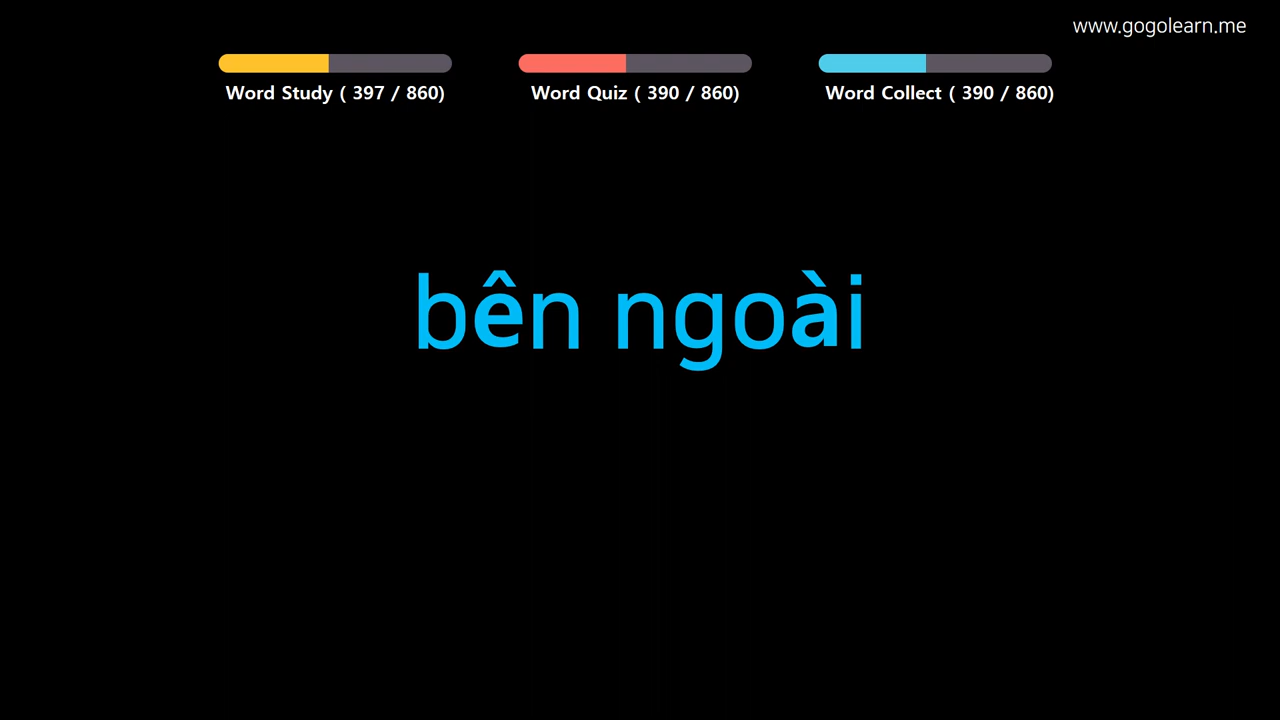 www.gogolearn.me
Word Study ( 397 / 860)
Word Quiz ( 390 / 860)
Word Collect ( 390 / 860)
bên ngoài